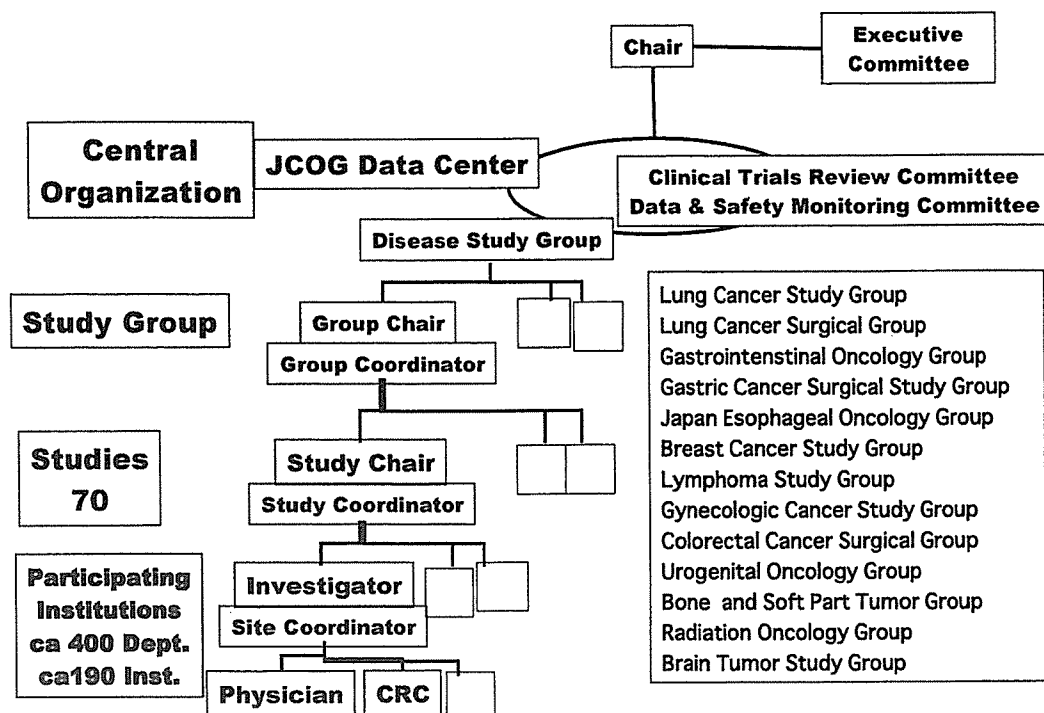 Chair
Executive
Committee
Central
Organization
JCOG Data Center
Clinical Trials Review Committee
Data & Safety Monitoring Committee
Disease Study Group
Study Group
Group Chair
Group Coordinator
Studies
70
Study Chair
Study Coordinator
Participating
Institutions
ca 400 Dept.
ca190 Inst.
Investigator
Site Coordinator
Physician
CRC
Lung Cancer Study Group
Lung Cancer Surgical Group
Gastrointenstinal Oncology Group
Gastric Cancer Surgical Study Group
Japan Esophageal Oncology Group
Breast Cancer Study Group
Lymphoma Study Group
Gynecologic Cancer Study Group
Colorectal Cancer Surgical Group
Urogenital Oncology Group
Bone and Soft Part Tumor Group
Radiation Oncology Group
Brain Tumor Study Group